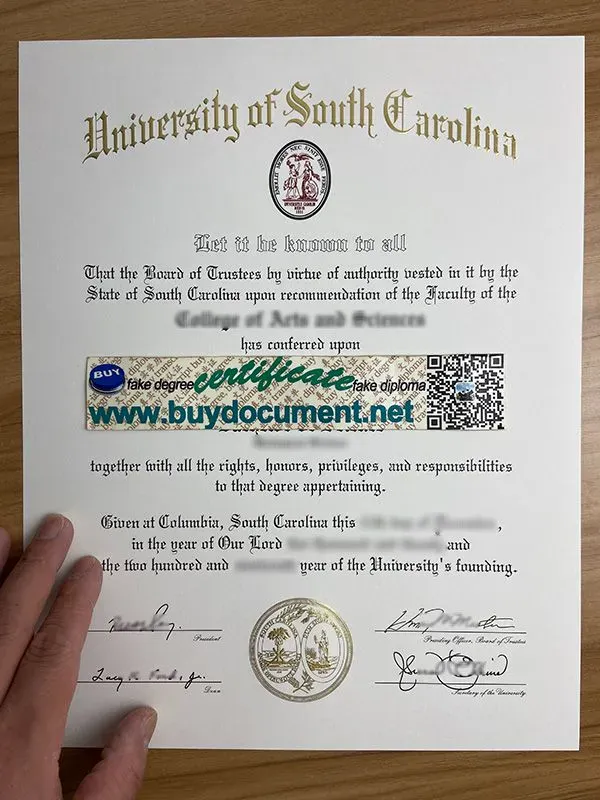 University of South Carolina
Let it be known to all
That the Board of Trustees by virtue of authority vested in it by the
State of South Carolina upon recommendation of the Faculty of the
College of Arts and Sciences
has conferred upon
BUY
fake degree certificate fake diploma
www.buydocument.net
together with all the rights, honors, privileges, and responsibilities
to that degree appertaining.
Given at Columbia, South Carolina this
in the year of Our Lord and
the two hundred and year of the University's founding.
President
Presiding Officer, Board of Trustees
Dean
Secretary of the University